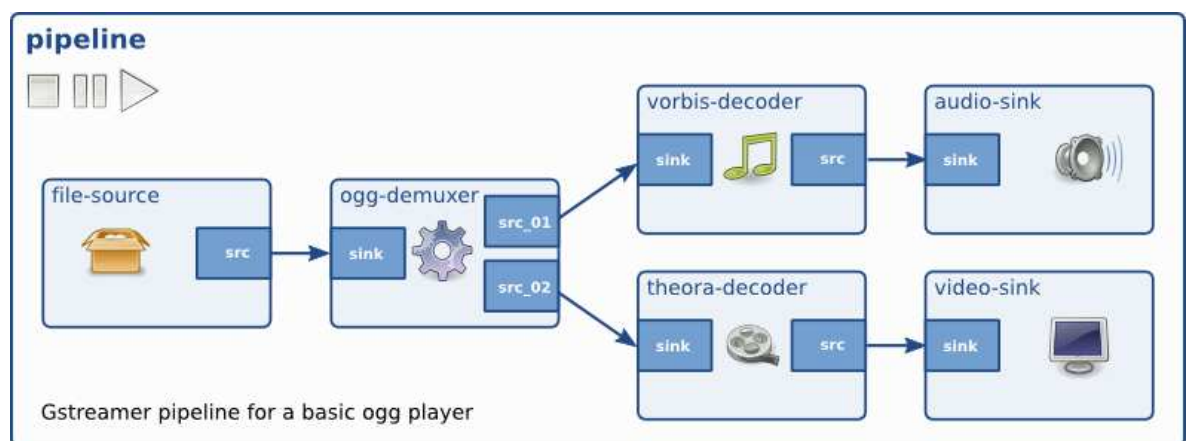 pipeline
file-source
src
ogg-demuxer
sink
src_01
src_02
vorbis-decoder
sink
src
audio-sink
sink
theora-decoder
sink
src
video-sink
sink
Gstreamer pipeline for a basic ogg player